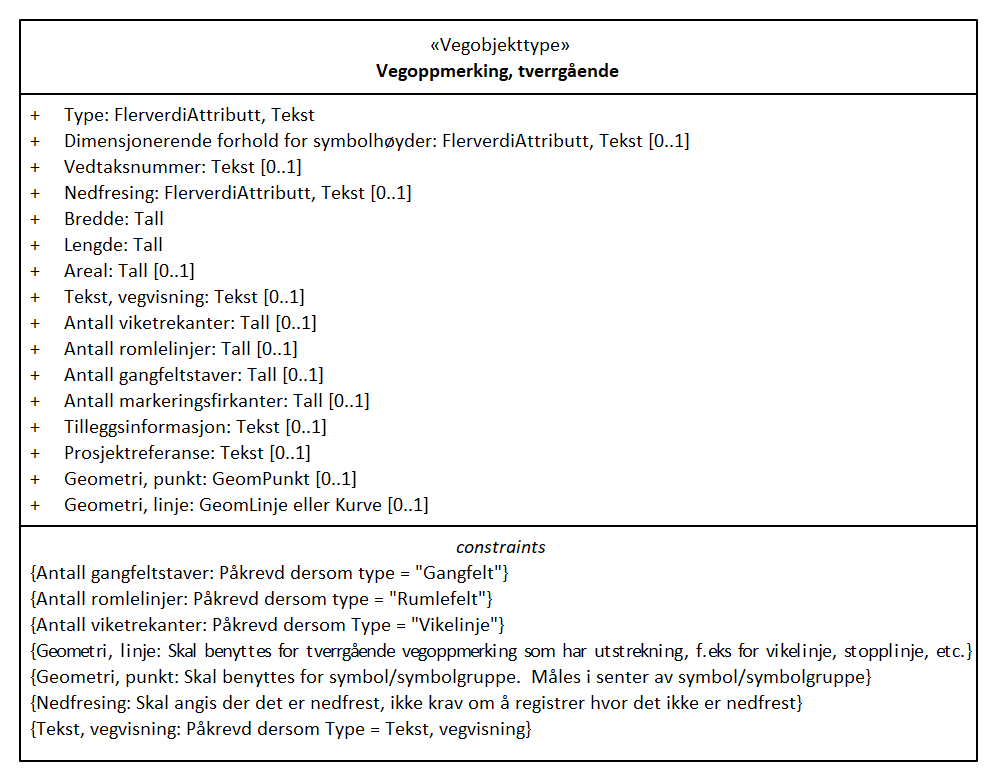 «Vegobjekttype»
Vegoppmerking, tverrgående
+ Type: FlerverdiAttributt, Tekst
+ Dimensjonerende forhold for symbolhøyder: FlerverdiAttributt, Tekst [0..1]
+ Vedtaksnummer: Tekst [0..1]
+ Nedfresing: FlerverdiAttributt, Tekst [0..1]
+ Bredde: Tall
+ Lengde: Tall
+ Areal: Tall [0..1]
+ Tekst, vegvisning: Tekst [0..1]
+ Antall viketrekanter: Tall [0..1]
+ Antall romlelinjer: Tall [0..1]
+ Antall gangfeltstaver: Tall [0..1]
+ Antall markeringsfirkanter: Tall [0..1]
+ Tilleggsinformasjon: Tekst [0..1]
+ Prosjektreferanse: Tekst [0..1]
+ Geometri, punkt: GeomPunkt [0..1]
+ Geometri, linje: GeomLinje eller Kurve [0..1]
constraints
{Antall gangfeltstaver: Påkrevd dersom type = "Gangfelt"}
{Antall romlelinjer: Påkrevd dersom type = "Rumlefelt"}
{Antall viketrekanter: Påkrevd dersom Type = "Vikelinje"}
{Geometri, linje: Skal benyttes for tverrgående vegoppmerking som har utstrekning, f.eks for vikelinje, stopplinje, etc.}
{Geometri, punkt: Skal benyttes for symbol/symbolgruppe.  Måles i senter av symbol/symbolgruppe}
{Nedfresing: Skal angis der det er nedfrest, ikke krav om å registrer hvor det ikke er nedfrest}
{Tekst, vegvisning: Påkrevd dersom Type = Tekst, vegvisning}